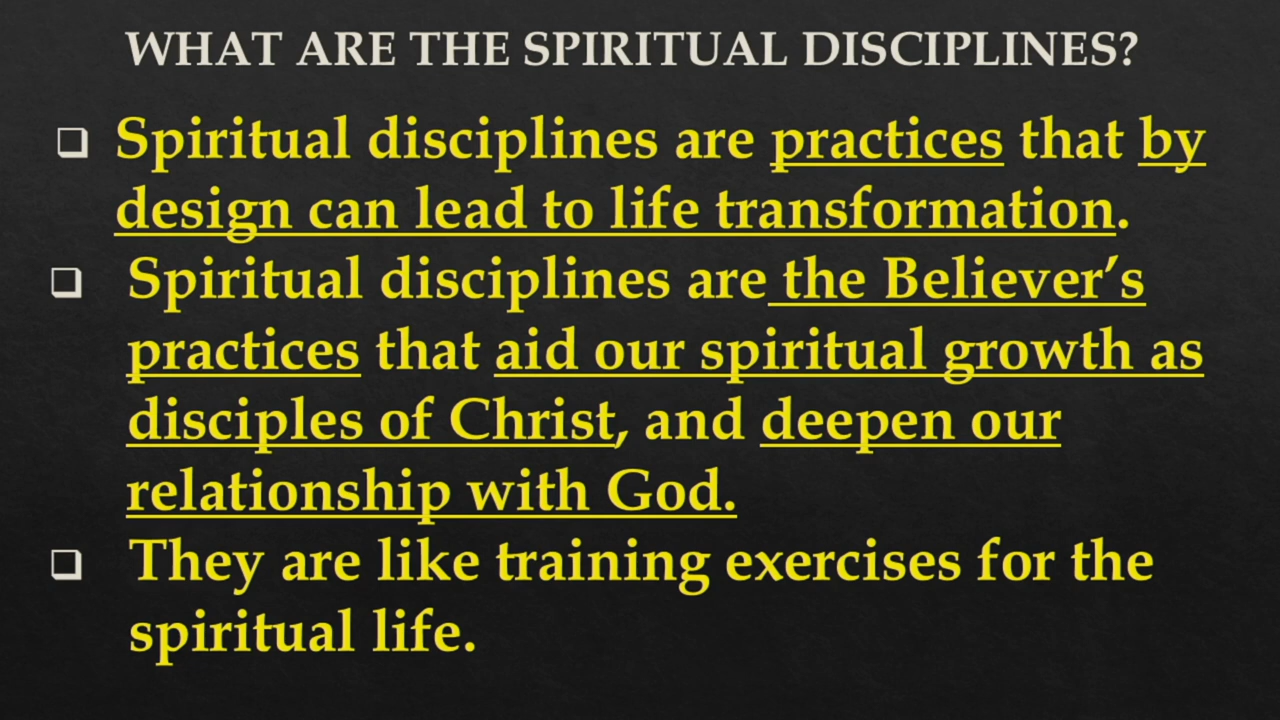 WHAT ARE THE SPIRITUAL DISCIPLINES?
❑ Spiritual disciplines are practices that by
design can lead to life transformation.
❑ Spiritual disciplines are the Believer’s
practices that aid our spiritual growth as
disciples of Christ, and deepen our
relationship with God.
❑ They are like training exercises for the
spiritual life.